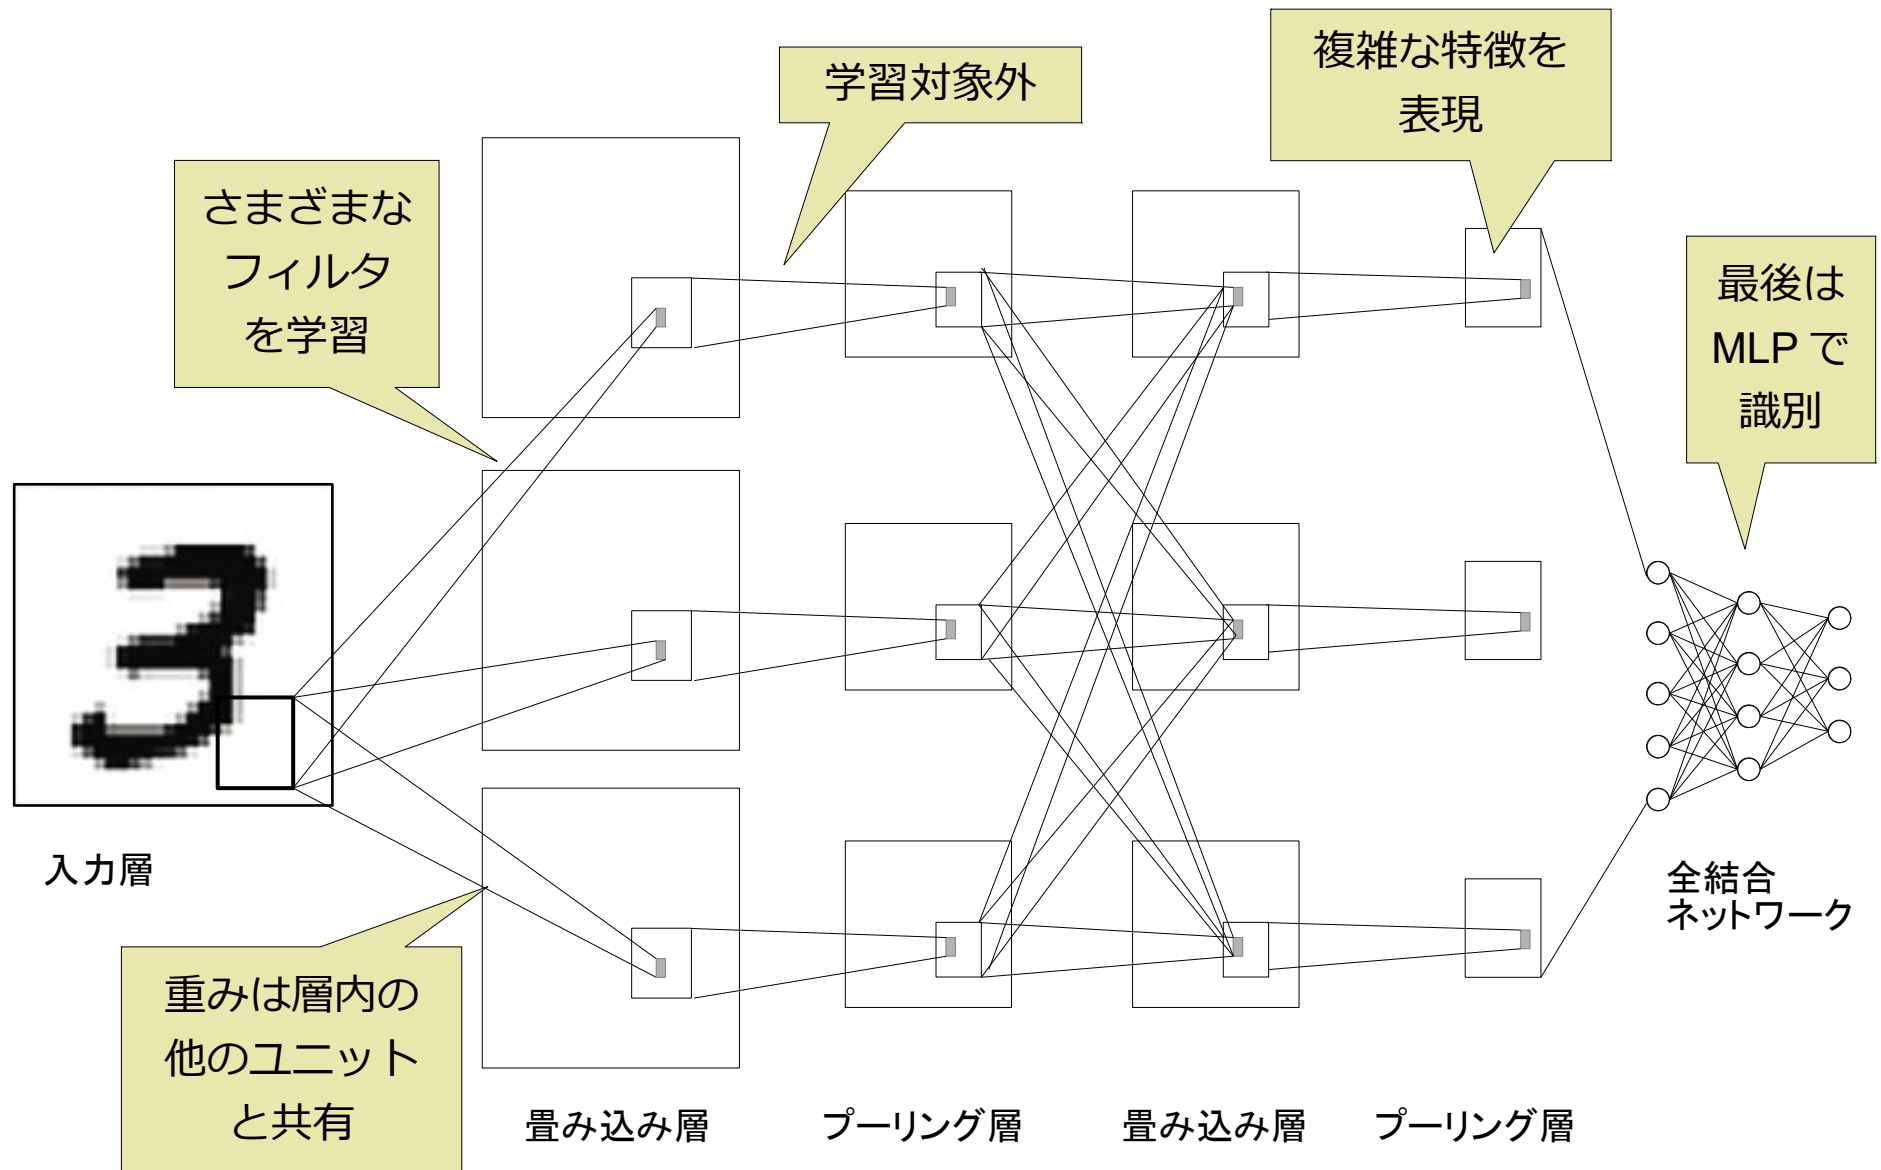 学習対象外
複雑な特徴を
表現
さまざまな
フィルタ
を学習
最後は
MLP で
識別
入力層
全結合
ネットワーク
重みは層内の
他のユニット
と共有
畳み込み層
プーリング層
畳み込み層
プーリング層